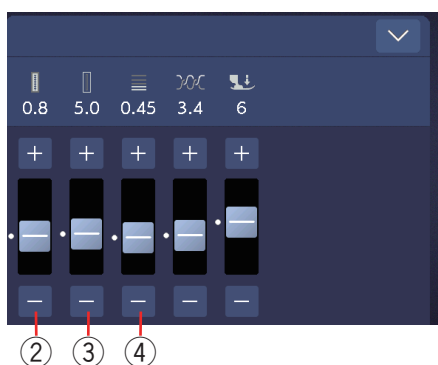 0.8 5.0 0.45 3.4 6
+ + + + +
− − − − −
② ③ ④